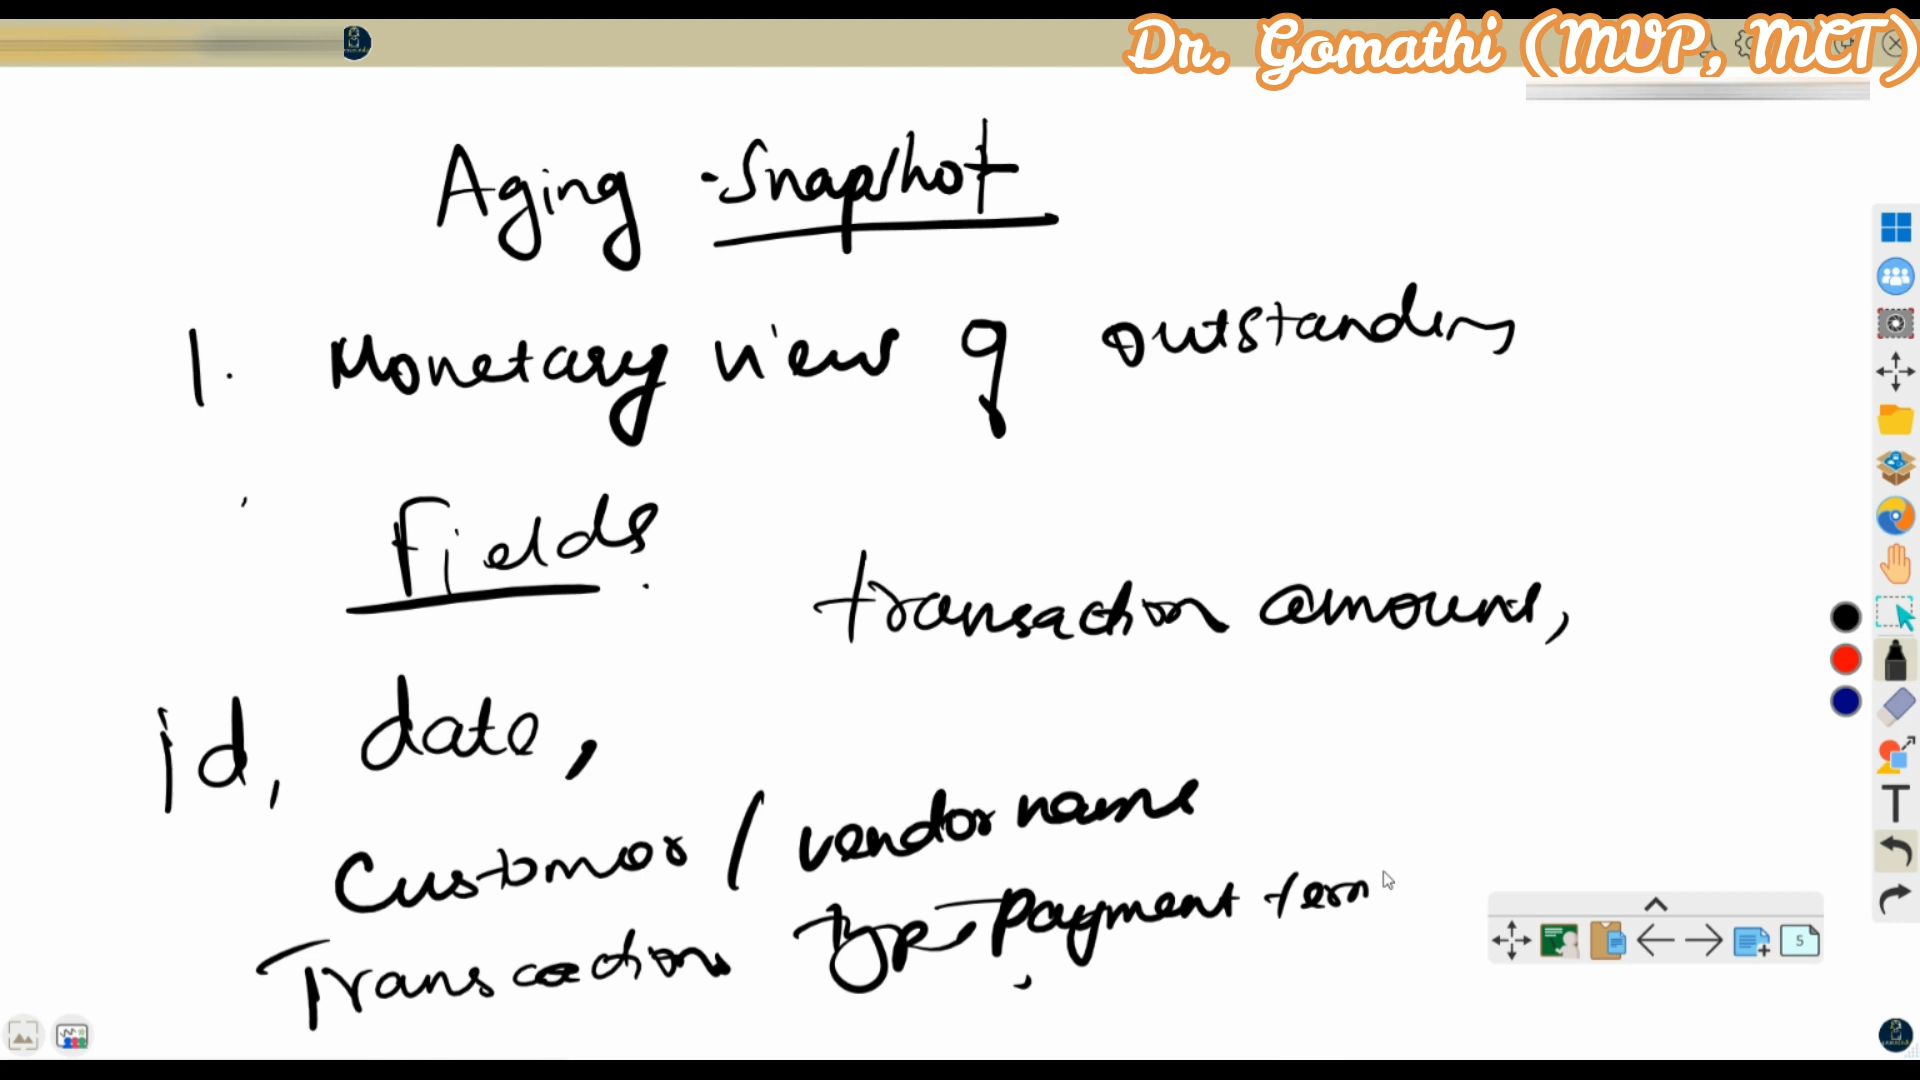 Dr. Gomathi (MVP, MCT)
Aging - Snapshot
1. Monetary view of outstanding
Fields
transaction amount,
id, date,
Customer / vendor name
Transaction type, payment term
5